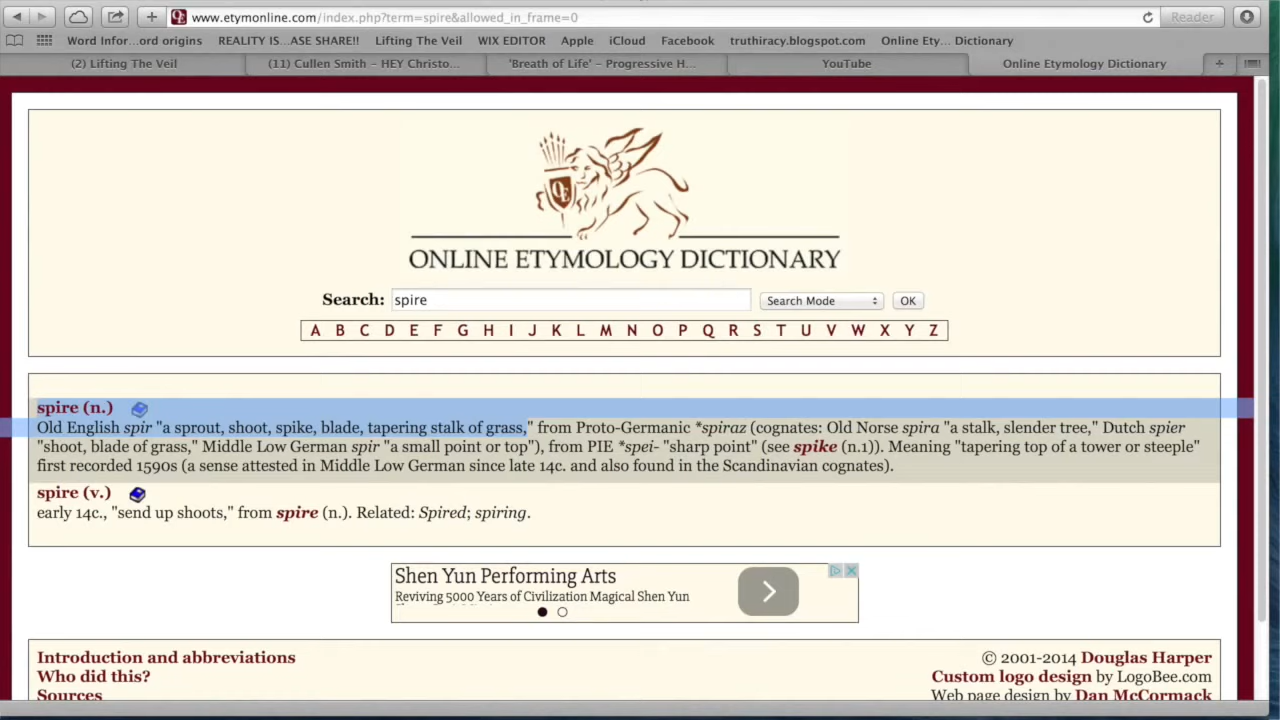 www.etymonline.com/index.php?term=spire&allowed_in_frame=0
Reader
Word Infor...ord origins REALITY IS...ASE SHARE!! Lifting The Veil WIX EDITOR Apple iCloud Facebook truthiracy.blogspot.com Online Ety... Dictionary
(2) Lifting The Veil (11) Cullen Smith – HEY Christo... 'Breath of Life' – Progressive H... YouTube Online Etymology Dictionary
OE
ONLINE ETYMOLOGY DICTIONARY
Search: spire Search Mode OK
A B C D E F G H I J K L M N O P Q R S T U V W X Y Z
spire (n.)
Old English spir "a sprout, shoot, spike, blade, tapering stalk of grass," from Proto-Germanic *spiraz (cognates: Old Norse spira "a stalk, slender tree," Dutch spier
"shoot, blade of grass," Middle Low German spir "a small point or top"), from PIE *spei- "sharp point" (see spike (n.1)). Meaning "tapering top of a tower or steeple"
first recorded 1590s (a sense attested in Middle Low German since late 14c. and also found in the Scandinavian cognates).
spire (v.)
early 14c., "send up shoots," from spire (n.). Related: Spired; spiring.
Shen Yun Performing Arts
Reviving 5000 Years of Civilization Magical Shen Yun
Introduction and abbreviations
Who did this?
Sources
© 2001-2014 Douglas Harper
Custom logo design by LogoBee.com
Web page design by Dan McCormack